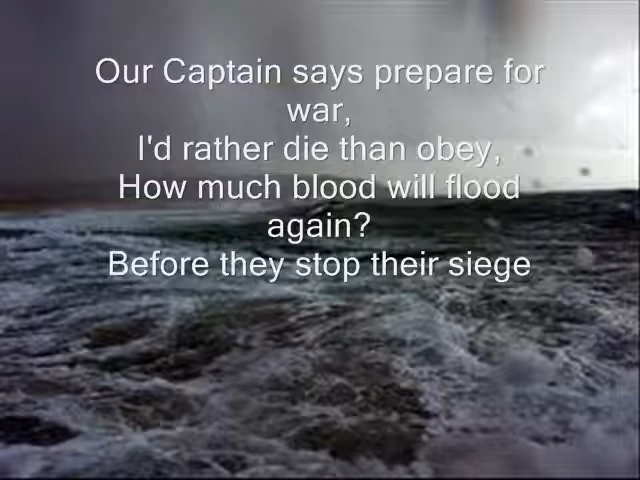 Our Captain says prepare for
war,
I'd rather die than obey,
How much blood will flood
again?
Before they stop their siege